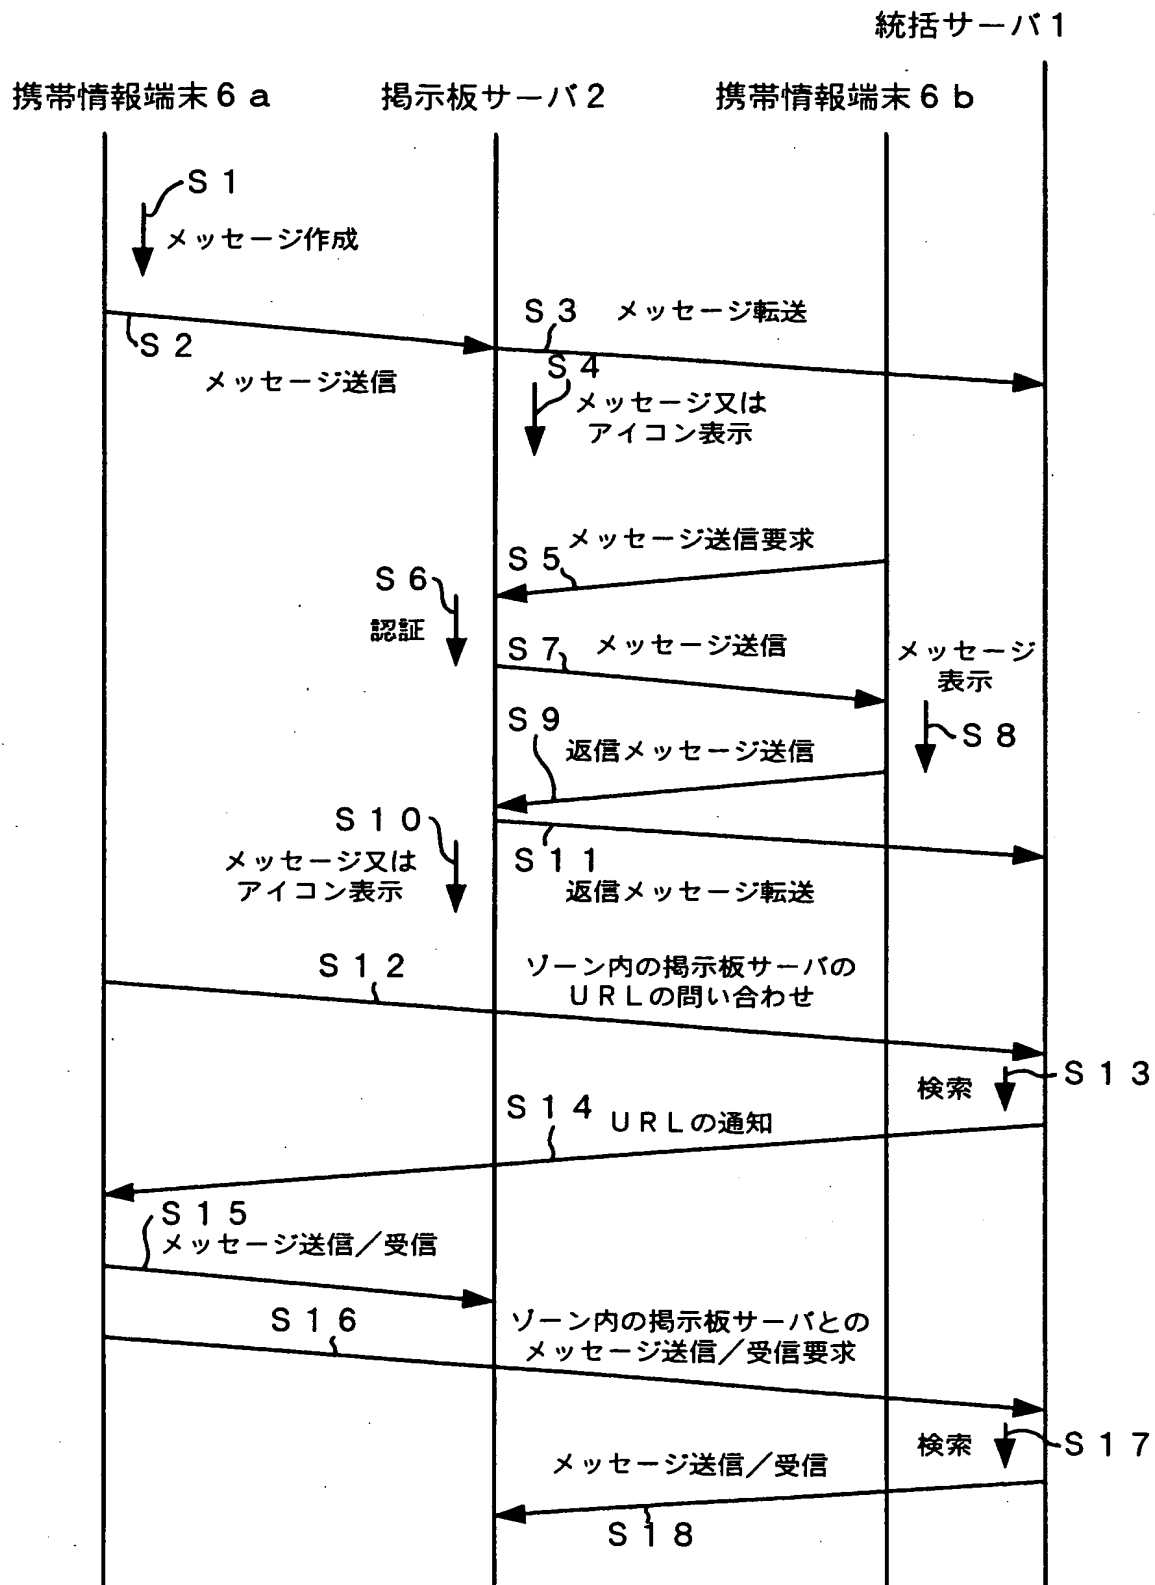 統括サーバ1
携帯情報端末6a
掲示板サーバ2
携帯情報端末6b
S1
メッセージ作成
S2
メッセージ送信
S3
メッセージ転送
S4
メッセージ又は
アイコン表示
メッセージ送信要求
S5
S6
認証
S7
メッセージ送信
メッセージ
表示
S8
S9
返信メッセージ送信
S10
メッセージ又は
アイコン表示
S11
返信メッセージ転送
S12
ゾーン内の掲示板サーバの
URLの問い合わせ
S13
検索
S14
URLの通知
S15
メッセージ送信/受信
S16
ゾーン内の掲示板サーバとの
メッセージ送信/受信要求
検索
S17
メッセージ送信/受信
S18